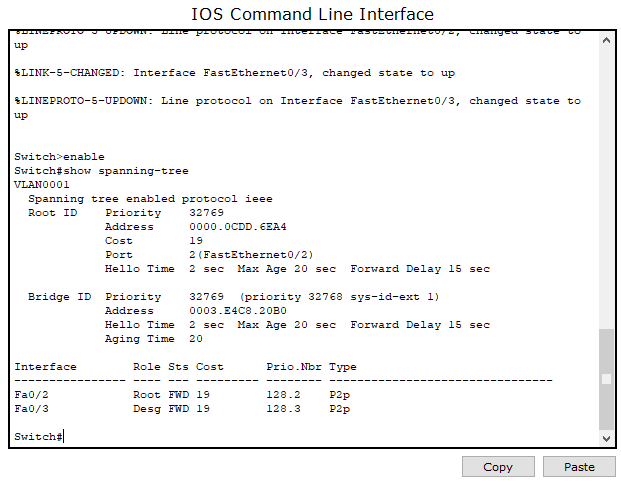 IOS Command Line Interface
%LINEPROTO-5-UPDOWN: Line protocol on Interface FastEthernet0/2, changed state to
up
%LINK-5-CHANGED: Interface FastEthernet0/3, changed state to up
%LINEPROTO-5-UPDOWN: Line protocol on Interface FastEthernet0/3, changed state to
up
Switch>enable
Switch#show spanning-tree
VLAN0001
  Spanning tree enabled protocol ieee
  Root ID    Priority    32769
             Address     0000.0CDD.6EA4
             Cost        19
             Port        2(FastEthernet0/2)
             Hello Time  2 sec  Max Age 20 sec  Forward Delay 15 sec
  Bridge ID  Priority    32769  (priority 32768 sys-id-ext 1)
             Address     0003.E4C8.20B0
             Hello Time  2 sec  Max Age 20 sec  Forward Delay 15 sec
             Aging Time  20
Interface        Role Sts Cost      Prio.Nbr Type
---------------- ---- --- --------- -------- --------------------------------
Fa0/2            Root FWD 19        128.2    P2p
Fa0/3            Desg FWD 19        128.3    P2p
Switch#
Copy Paste